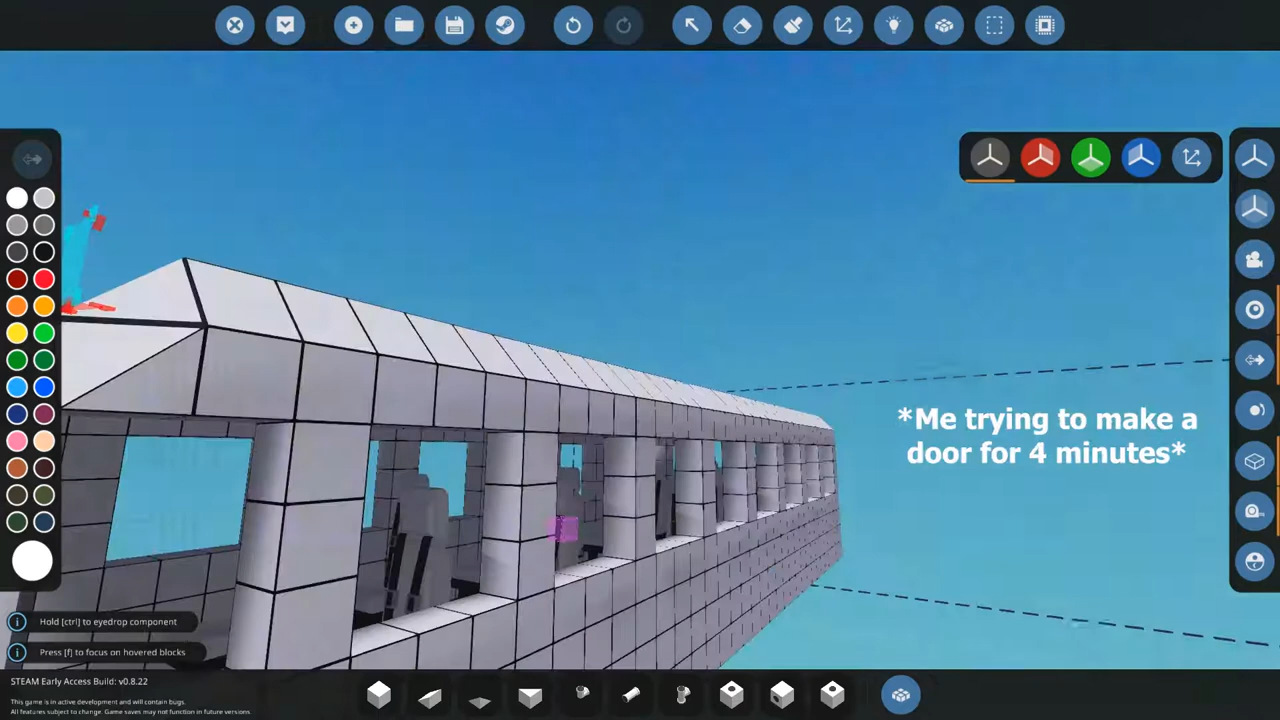 *Me trying to make a
door for 4 minutes*
Hold [ctrl] to eyedrop component
Press [f] to focus on hovered blocks
STEAM Early Access Build: v0.8.22
This game is in active development and will contain bugs.
All features subject to change. Game saves may not function in future versions